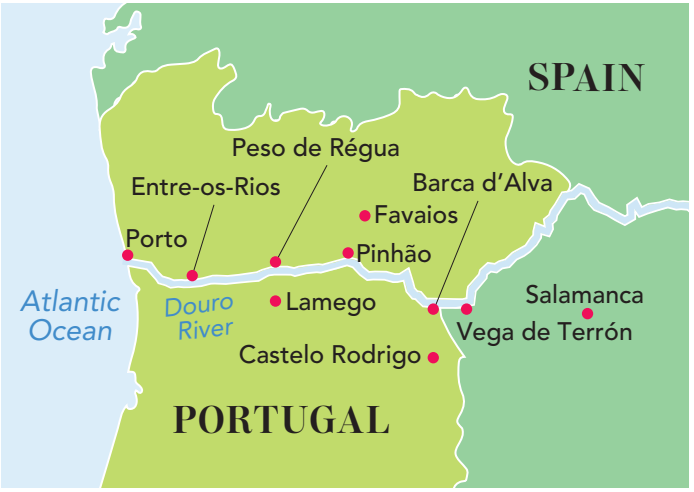 SPAIN
Peso de Régua
Entre-os-Rios
Barca d'Alva
Favaios
Porto
Pinhão
Atlantic
Ocean
Douro
River
Lamego
Salamanca
Vega de Terrón
Castelo Rodrigo
PORTUGAL